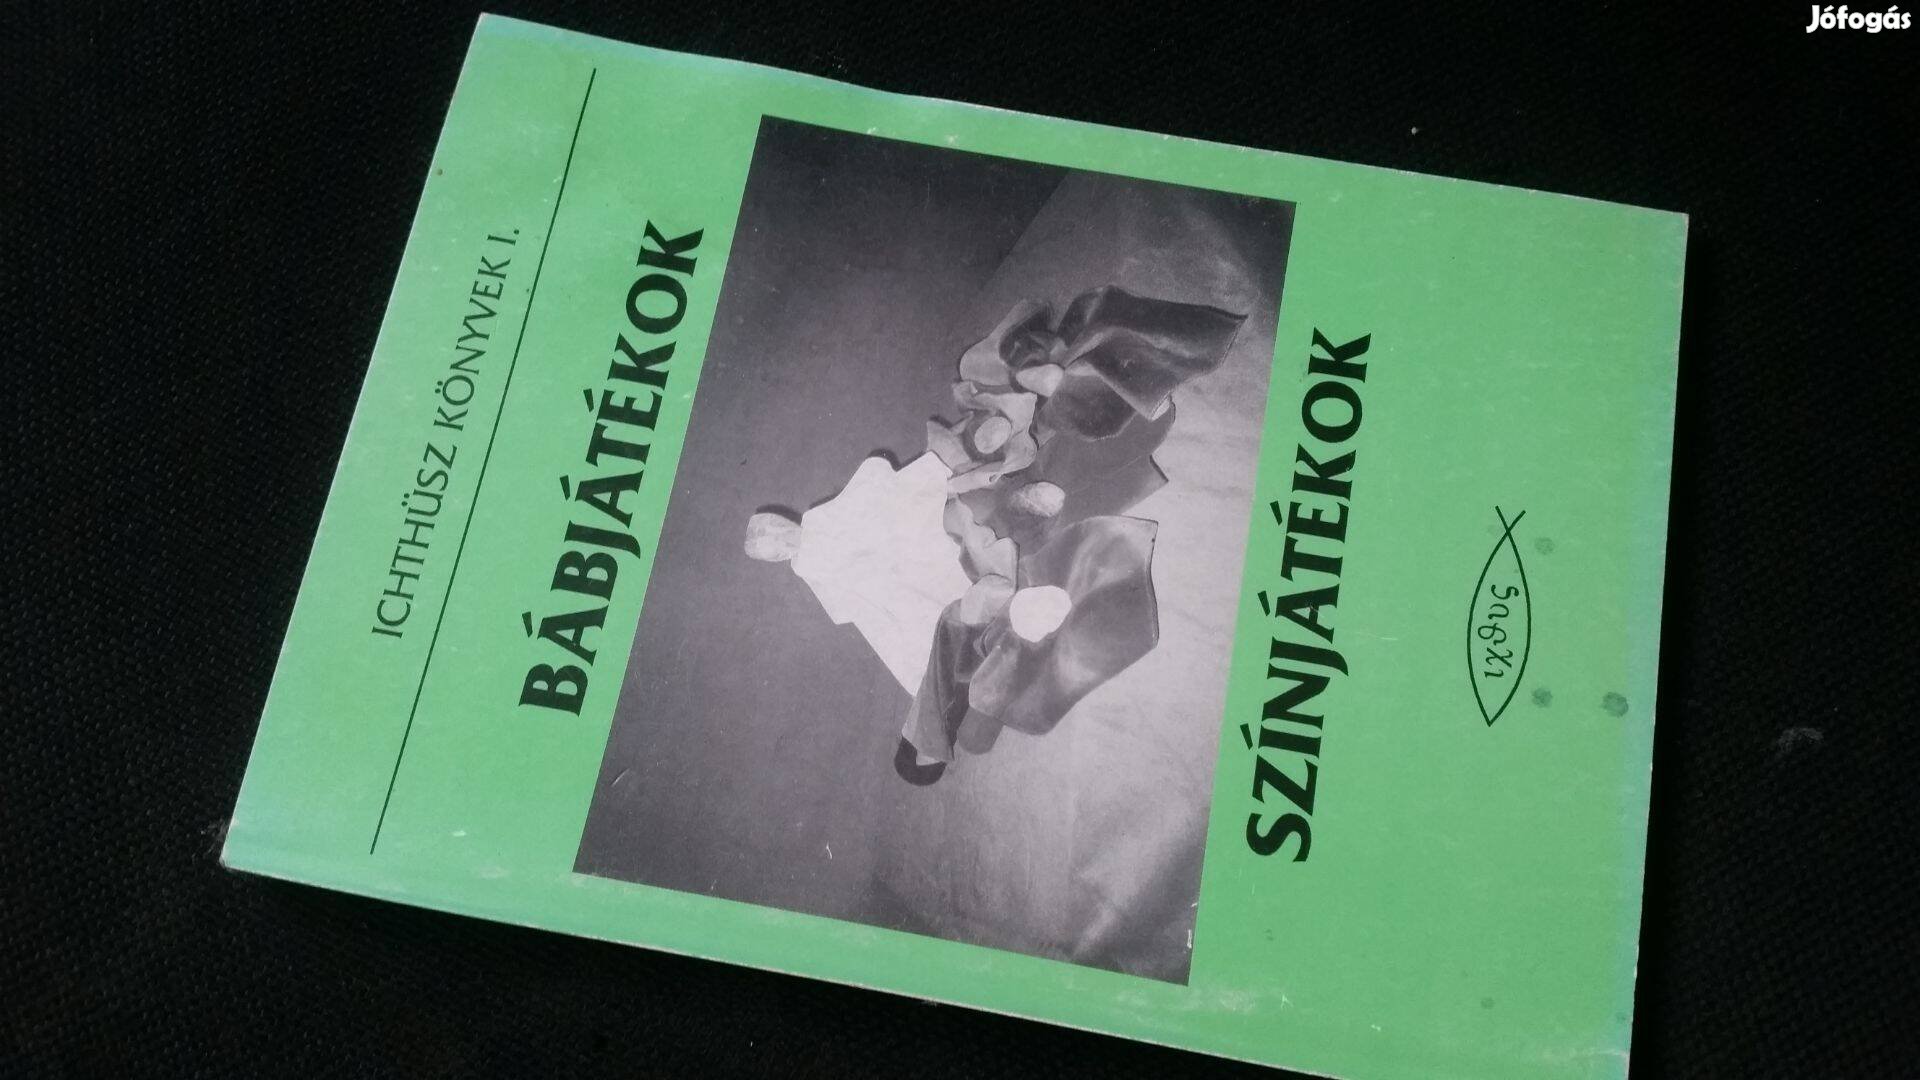 Jófogás
ICHTHÜSZ KÖNYVEK I.
BÁBJÁTÉKOK
SZÍNJÁTÉKOK
ιχθυς